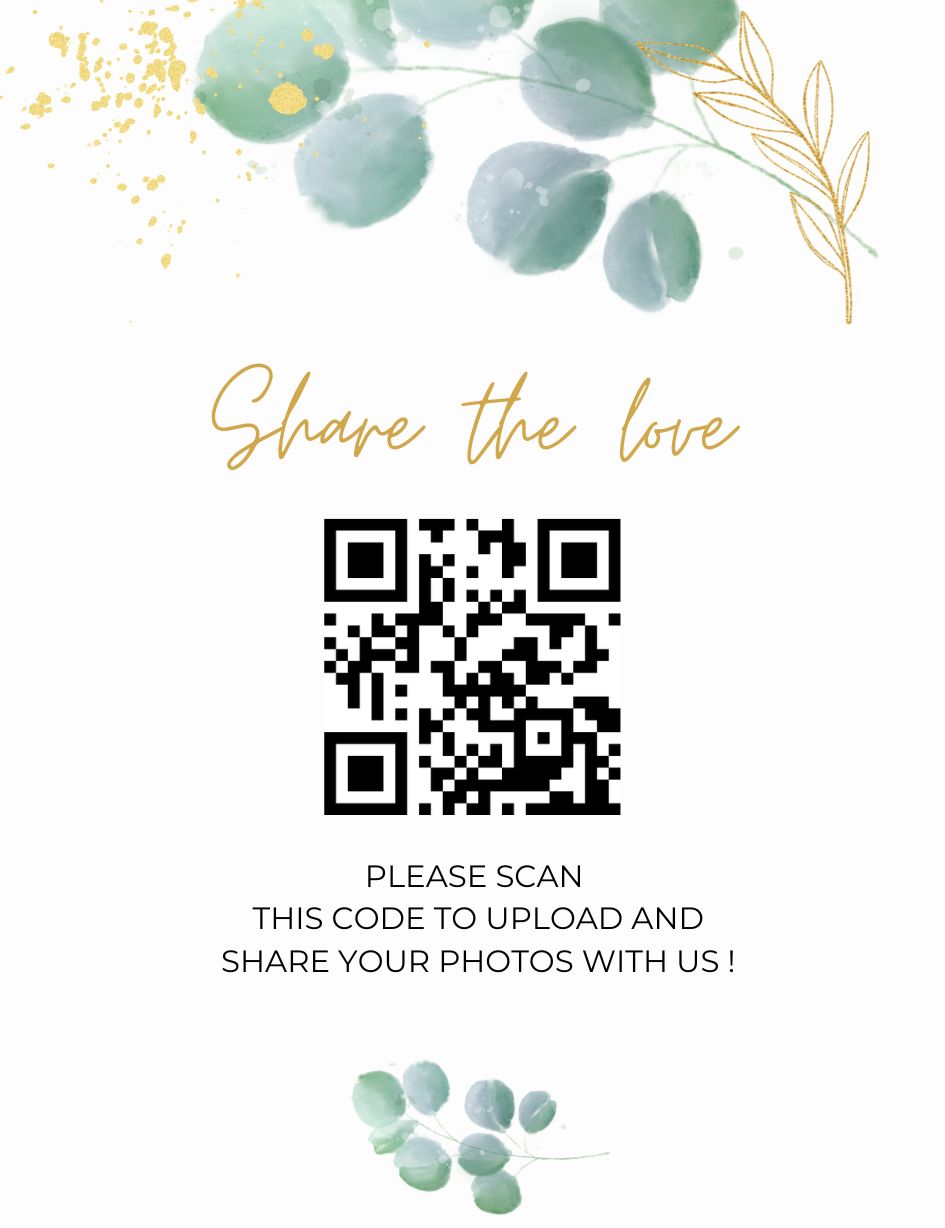 Share the love
PLEASE SCAN
THIS CODE TO UPLOAD AND
SHARE YOUR PHOTOS WITH US !